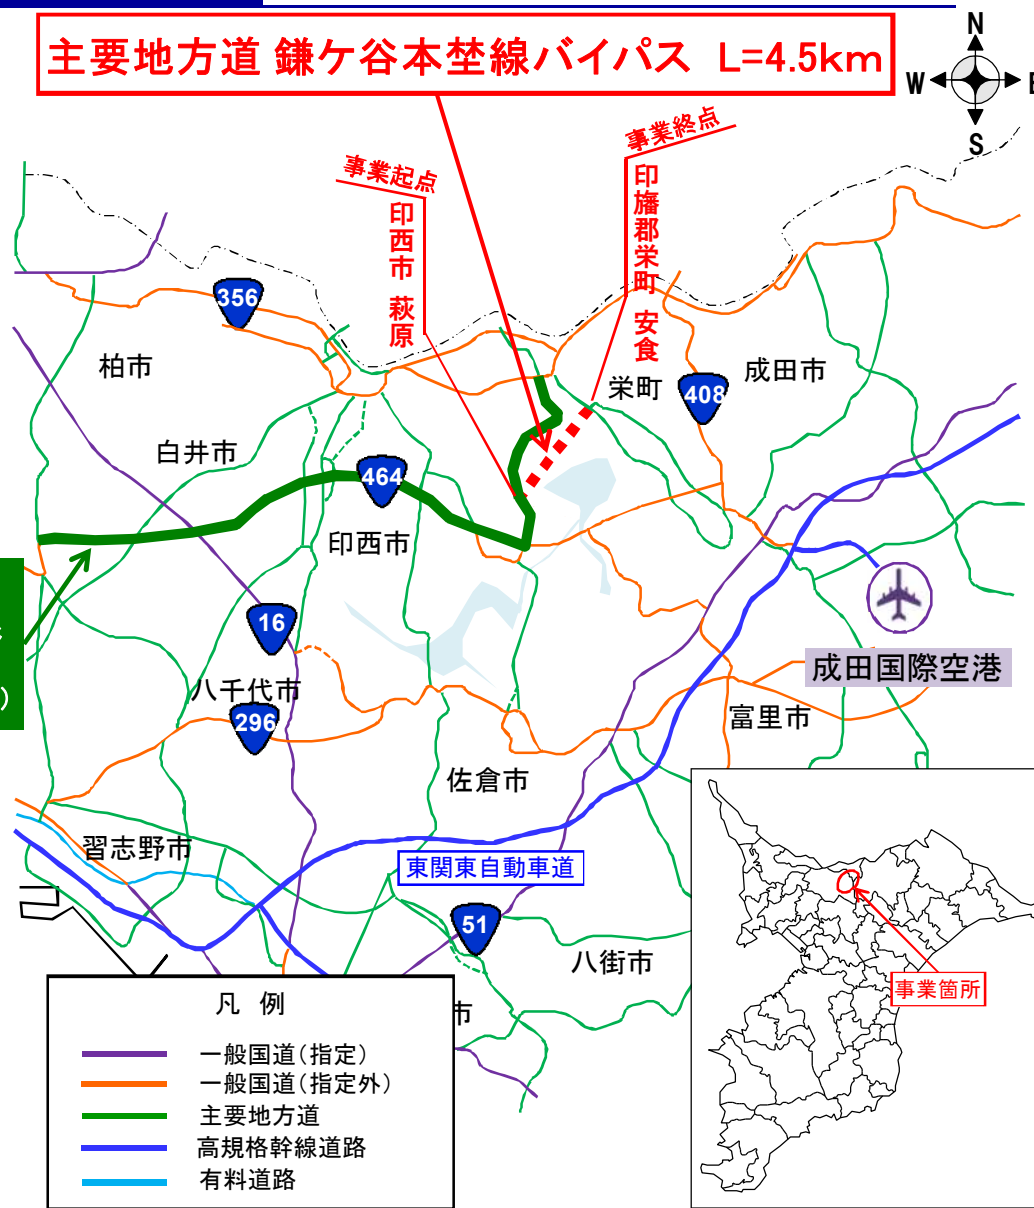 主要地方道 鎌ケ谷本埜線バイパス L=4.5km
N
W
E
S
事業起点
印西市 萩原
事業終点
印旛郡栄町 安食
356
柏市
白井市
464
印西市
栄町
408
成田市
16
八千代市
296
成田国際空港
富里市
佐倉市
習志野市
東関東自動車道
51
八街市
市
)
事業箇所
凡 例
一般国道(指定)
一般国道(指定外)
主要地方道
高規格幹線道路
有料道路